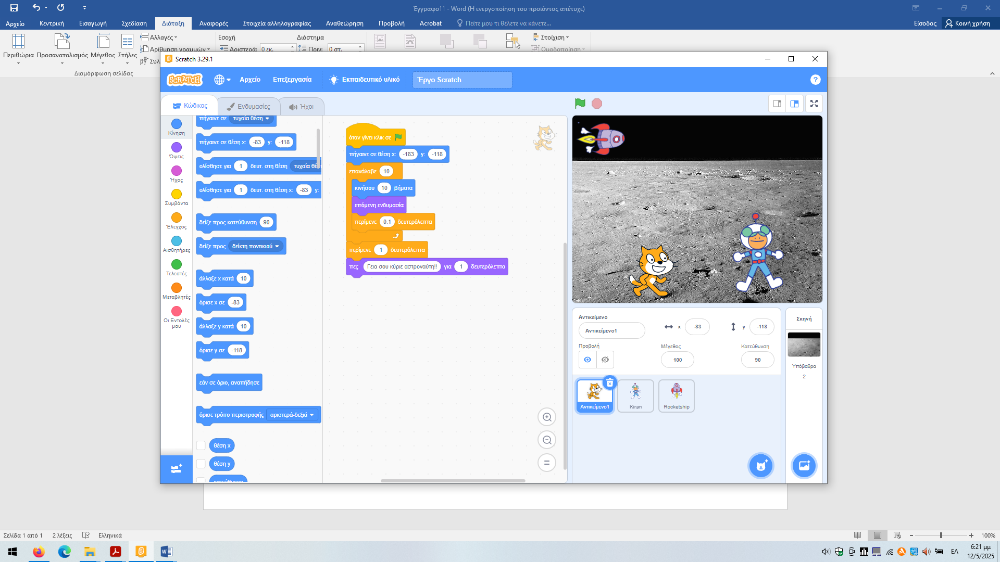 Έγγραφο11 - Word (Η ενεργοποίηση του προϊόντος απέτυχε)
Αρχείο Κεντρική Εισαγωγή Σχεδίαση Διάταξη Αναφορές Στοιχεία αλληλογραφίας Αναθεώρηση Προβολή Acrobat Πείτε μου τι θέλετε να κάνετε... Είσοδος Κοινή χρήση
Περιθώρια Προσανατολισμός Μέγεθος Στήλες
Αλλαγές
Αρίθμηση γραμμών
Διαμόρφωση σελίδας
Εσοχή Διάστημα
Αριστερά: 0 εκ. Πριν: 0 στ.
Στοίχιση
Ομαδοποίηση
Scratch 3.29.1
SCRATCH Αρχείο Επεξεργασία Εκπαιδευτικό υλικό Έργο Scratch ?
Κώδικας Ενδυμασίες Ήχοι
Κίνηση
Όψεις
Ήχος
Συμβάντα
Έλεγχος
Αισθητήρες
Τελεστές
Μεταβλητές
Οι Εντολές
μου
πήγαινε σε τυχαία θέση
πήγαινε σε θέση x: -83 y: -118
ολίσθησε για 1 δευτ. στη θέση τυχαία
ολίσθησε για 1 δευτ. στη θέση x: -83 y:
δείξε προς κατεύθυνση 90
δείξε προς δείκτη ποντικιού
άλλαξε x κατά 10
όρισε x σε -83
άλλαξε y κατά 10
όρισε y σε -118
εάν σε όριο, αναπήδησε
όρισε τρόπο περιστροφής αριστερά-δεξιά
θέση x
θέση y
όταν γίνει κλικ σε
πήγαινε σε θέση x: -183 y: -118
επανάλαβε 10
κινήσου 10 βήματα
επόμενη ενδυμασία
περίμενε 0.1 δευτερόλεπτα
περίμενε 1 δευτερόλεπτα
πες Γεια σου κύριε αστροναύτη!! για 1 δευτερόλεπτα
Αντικείμενο
Αντικείμενο1 x -83 y -118
Προβολή Μέγεθος Κατεύθυνση
100 90
Αντικείμενο1 Kiran Rocketship
Σκηνή
Υπόβαθρα
2
Σελίδα 1 από 1 2 λέξεις Ελληνικά 100%
ΕΛ
6:21 μμ
12/5/2025